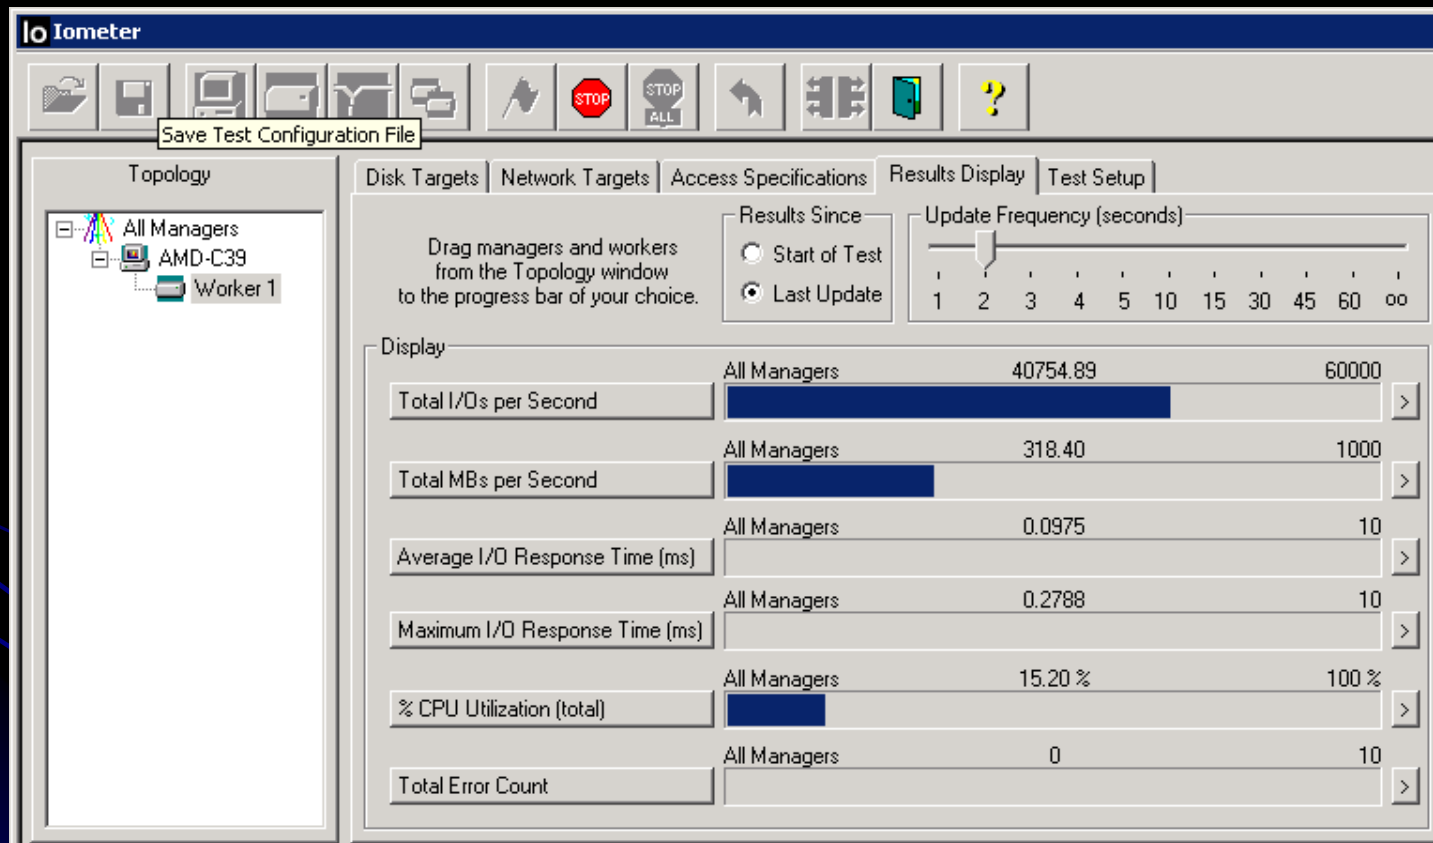 Io Iometer
STOP
STOP
ALL
?
Save Test Configuration File
Topology
All Managers
AMD-C39
Worker 1
Disk Targets
Network Targets
Access Specifications
Results Display
Test Setup
Drag managers and workers
from the Topology window
to the progress bar of your choice.
Results Since
Start of Test
Last Update
Update Frequency (seconds)
1 2 3 4 5 10 15 30 45 60 oo
Display
All Managers 40754.89 60000
Total I/Os per Second >
All Managers 318.40 1000
Total MBs per Second >
All Managers 0.0975 10
Average I/O Response Time (ms) >
All Managers 0.2788 10
Maximum I/O Response Time (ms) >
All Managers 15.20 % 100 %
% CPU Utilization (total) >
All Managers 0 10
Total Error Count >